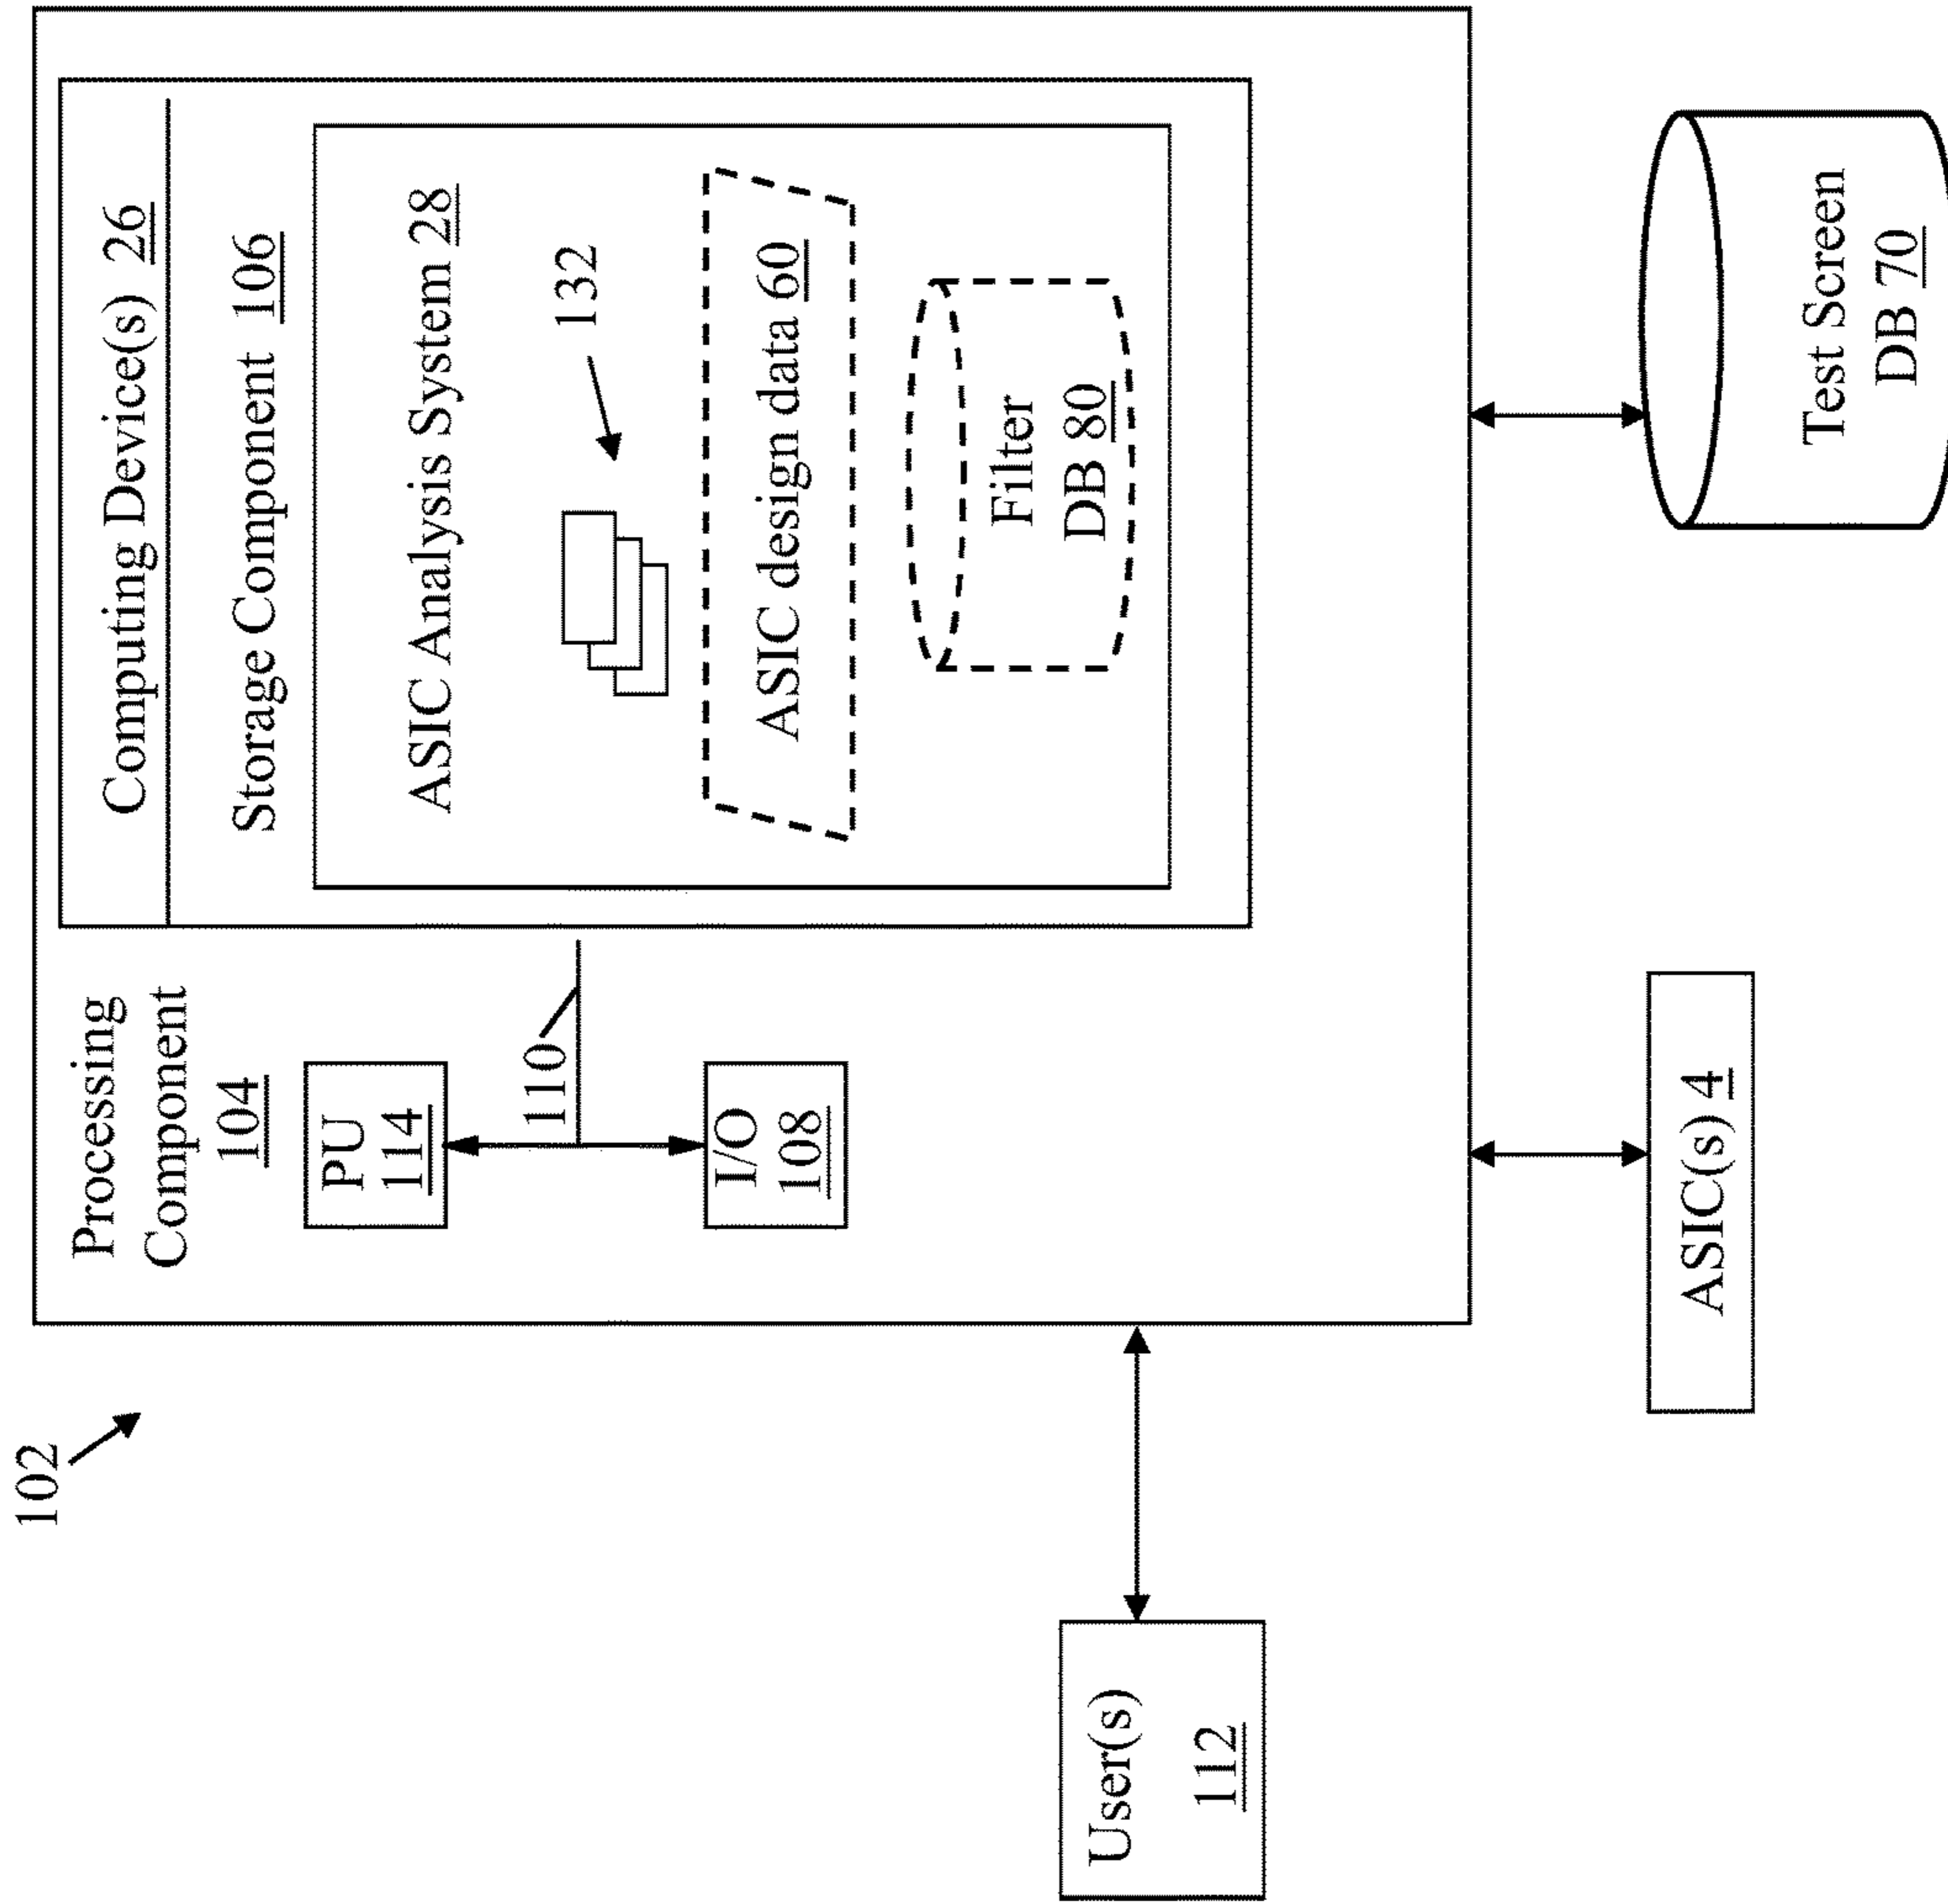 102
Processing
Component
104
Computing Device(s) 26
Storage Component 106
PU
114
110
I/O
108
ASIC Analysis System 28
132
ASIC design data 60
Filter
DB 80
User(s)
112
ASIC(s) 4
Test Screen
DB 70